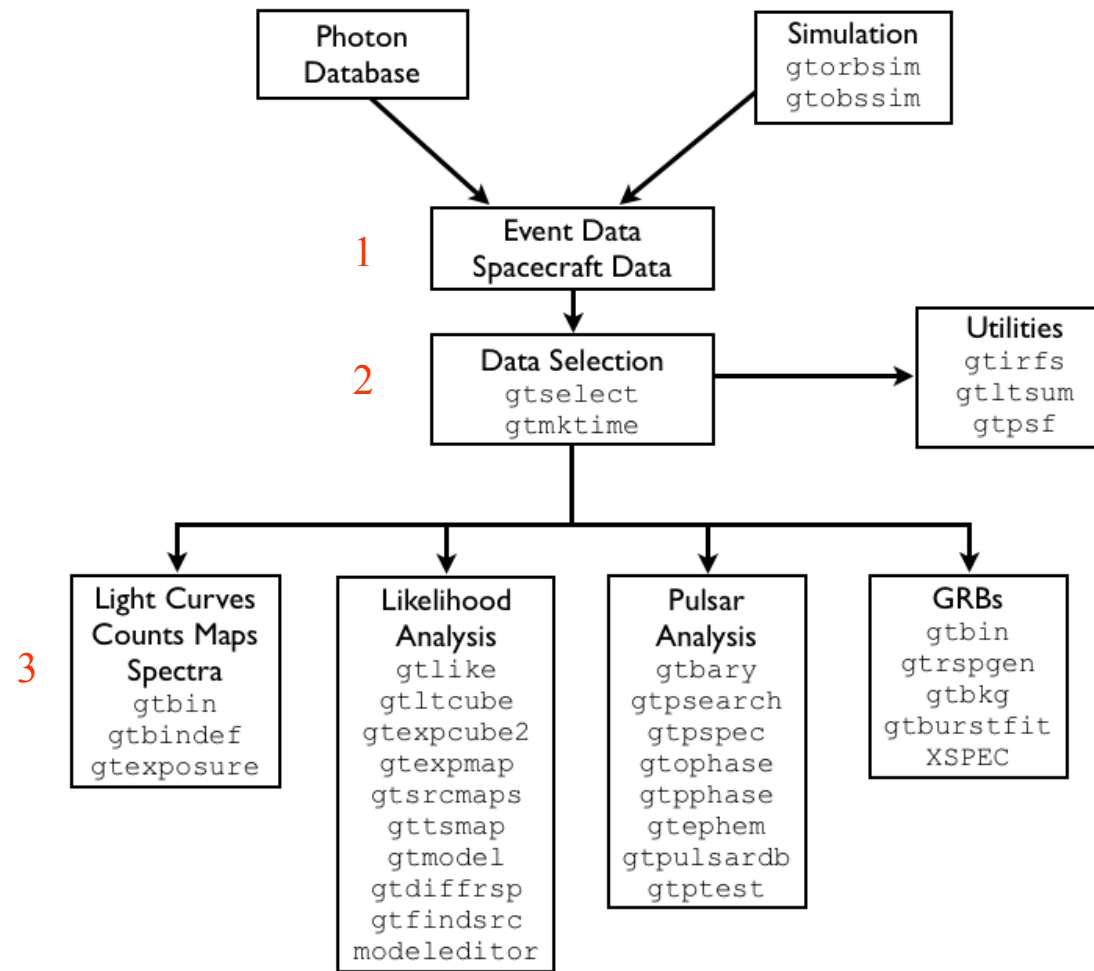 Photon
Database
Simulation
gtorbsim
gtobssim
1
Event Data
Spacecraft Data
2
Data Selection
gtselect
gtmktime
Utilities
gtirfs
gtltsum
gtpsf
3
Light Curves
Counts Maps
Spectra
gtbin
gtbindef
gtexposure
Likelihood
Analysis
gtlike
gtltcube
gtexpcube2
gtexpmap
gtsrcmaps
gttsmap
gtmodel
gtdiffrsp
gtfindsrc
modeleditor
Pulsar
Analysis
gtbary
gtpsearch
gtpspec
gtophase
gtpphase
gtephem
gtpulsardb
gtptest
GRBs
gtbin
gtrspgen
gtbkg
gtburstfit
XSPEC